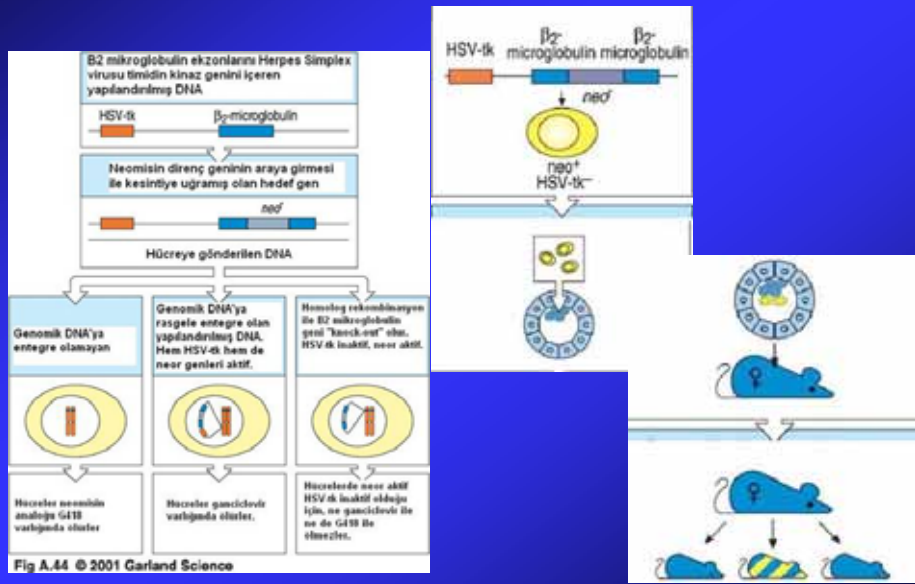 B2 mikroglobulin ekzonlarını Herpes Simplex
virusu timidin kinaz genini içeren
yapılandırılmış DNA
HSV-tk
β2-microglobulin
Neomisin direnç geninin araya girmesi
ile kesintiye uğramış olan hedef gen
neor
Hücreye gönderilen DNA
Genomik DNA'ya
entegre olamayan
Hücreler neomisin
analoğu G418
varlığında ölürler
Genomik DNA'ya
rasgele entegre olan
yapılandırılmış DNA.
Hem HSV-tk hem de
neor genleri aktif.
Hücreler ganciclovir
varlığında ölürler.
Homolog rekombinasyon
ile B2 mikroglobulin
geni "knock-out" olur.
HSV-tk inaktif, neor aktif.
Hücrelerde neor aktif
HSV-tk inaktif olduğu
için, ne ganciclovir ile
ne de G418 ile
ölmezler.
Fig A.44 © 2001 Garland Science
HSV-tk
β2-
microglobulin
β2-
microglobulin
neor
neo+
HSV-tk–